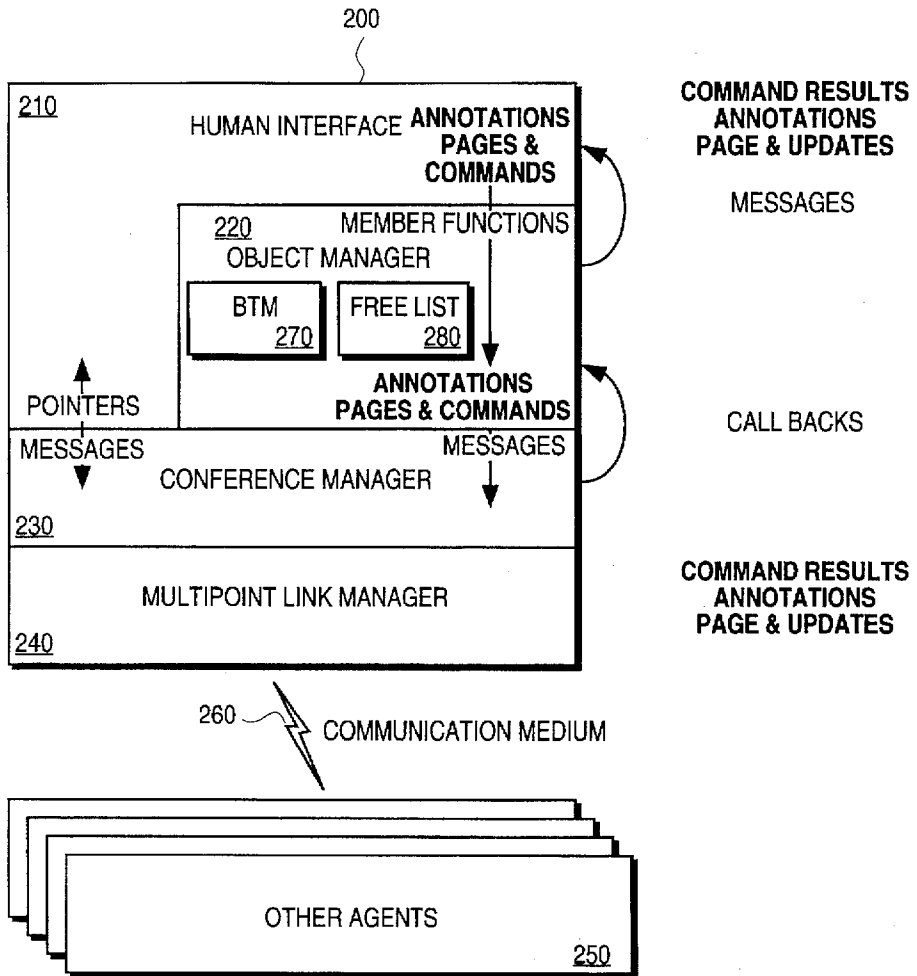 200
210
HUMAN INTERFACE
ANNOTATIONS
PAGES &
COMMANDS
COMMAND RESULTS
ANNOTATIONS
PAGE & UPDATES
MESSAGES
220
MEMBER FUNCTIONS
OBJECT MANAGER
BTM
270
FREE LIST
280
ANNOTATIONS
PAGES & COMMANDS
POINTERS
MESSAGES
MESSAGES
CALL BACKS
CONFERENCE MANAGER
230
MULTIPOINT LINK MANAGER
240
COMMAND RESULTS
ANNOTATIONS
PAGE & UPDATES
260
COMMUNICATION MEDIUM
OTHER AGENTS
250